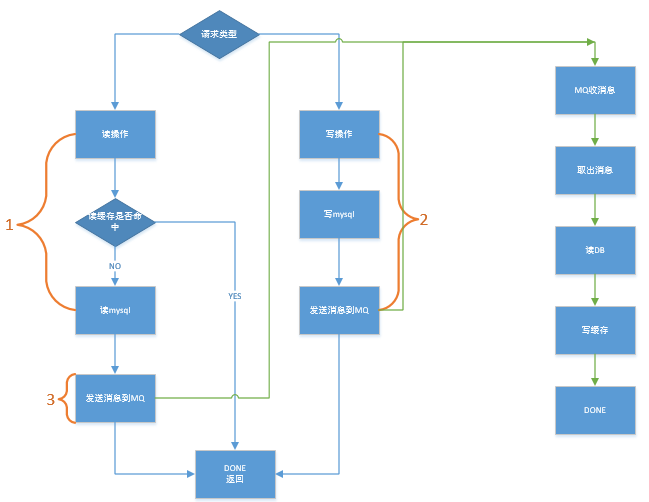 请求类型
读操作
写操作
MQ收消息
取出消息
1
读缓存是否命
中
写mysql
2
NO
读DB
YES
读mysql
发送消息到MQ
写缓存
3
发送消息到MQ
DONE
DONE
返回